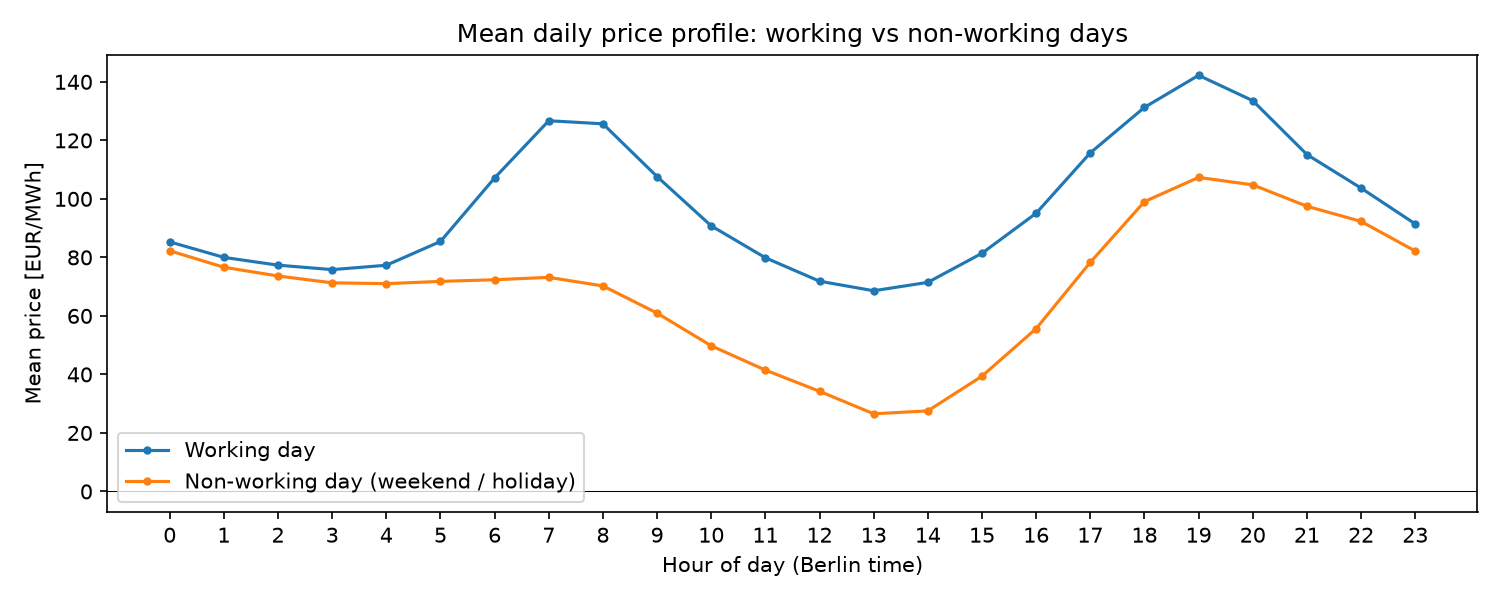 Mean daily price profile: working vs non-working days
Mean price [EUR/MWh]
140
120
100
80
60
40
20
0
Working day
Non-working day (weekend / holiday)
0 1 2 3 4 5 6 7 8 9 10 11 12 13 14 15 16 17 18 19 20 21 22 23
Hour of day (Berlin time)